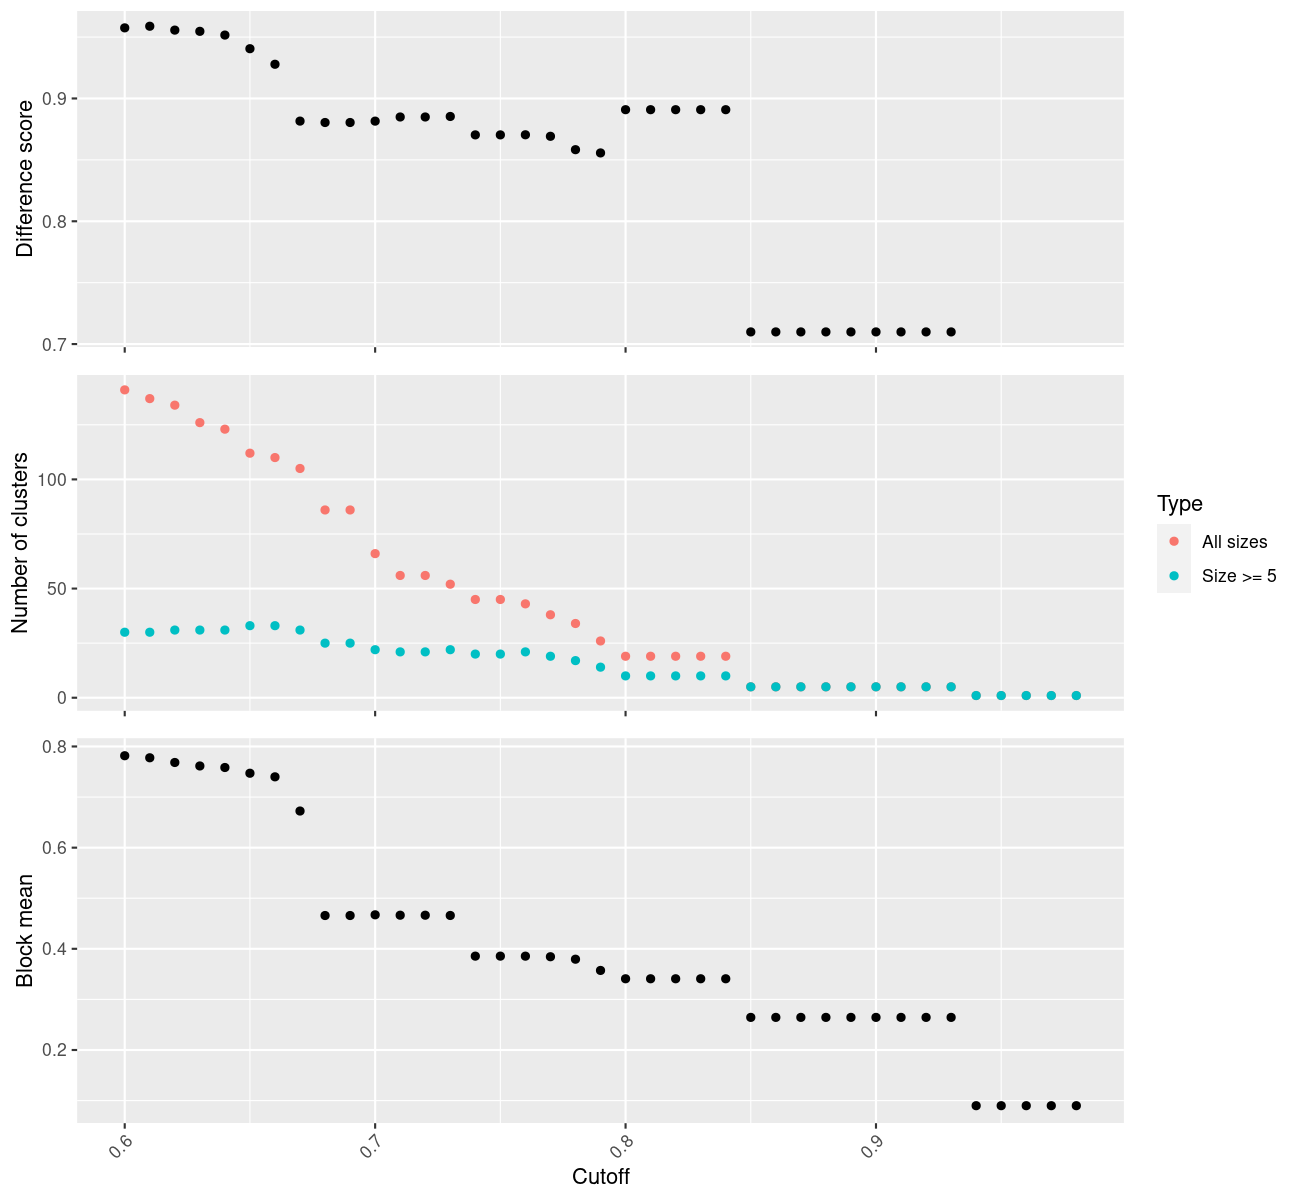 0.9
0.8
0.7
Difference score
100
50
0
Number of clusters
Type
All sizes
Size >= 5
0.8
0.6
0.4
0.2
Block mean
0.6
0.7
0.8
0.9
Cutoff